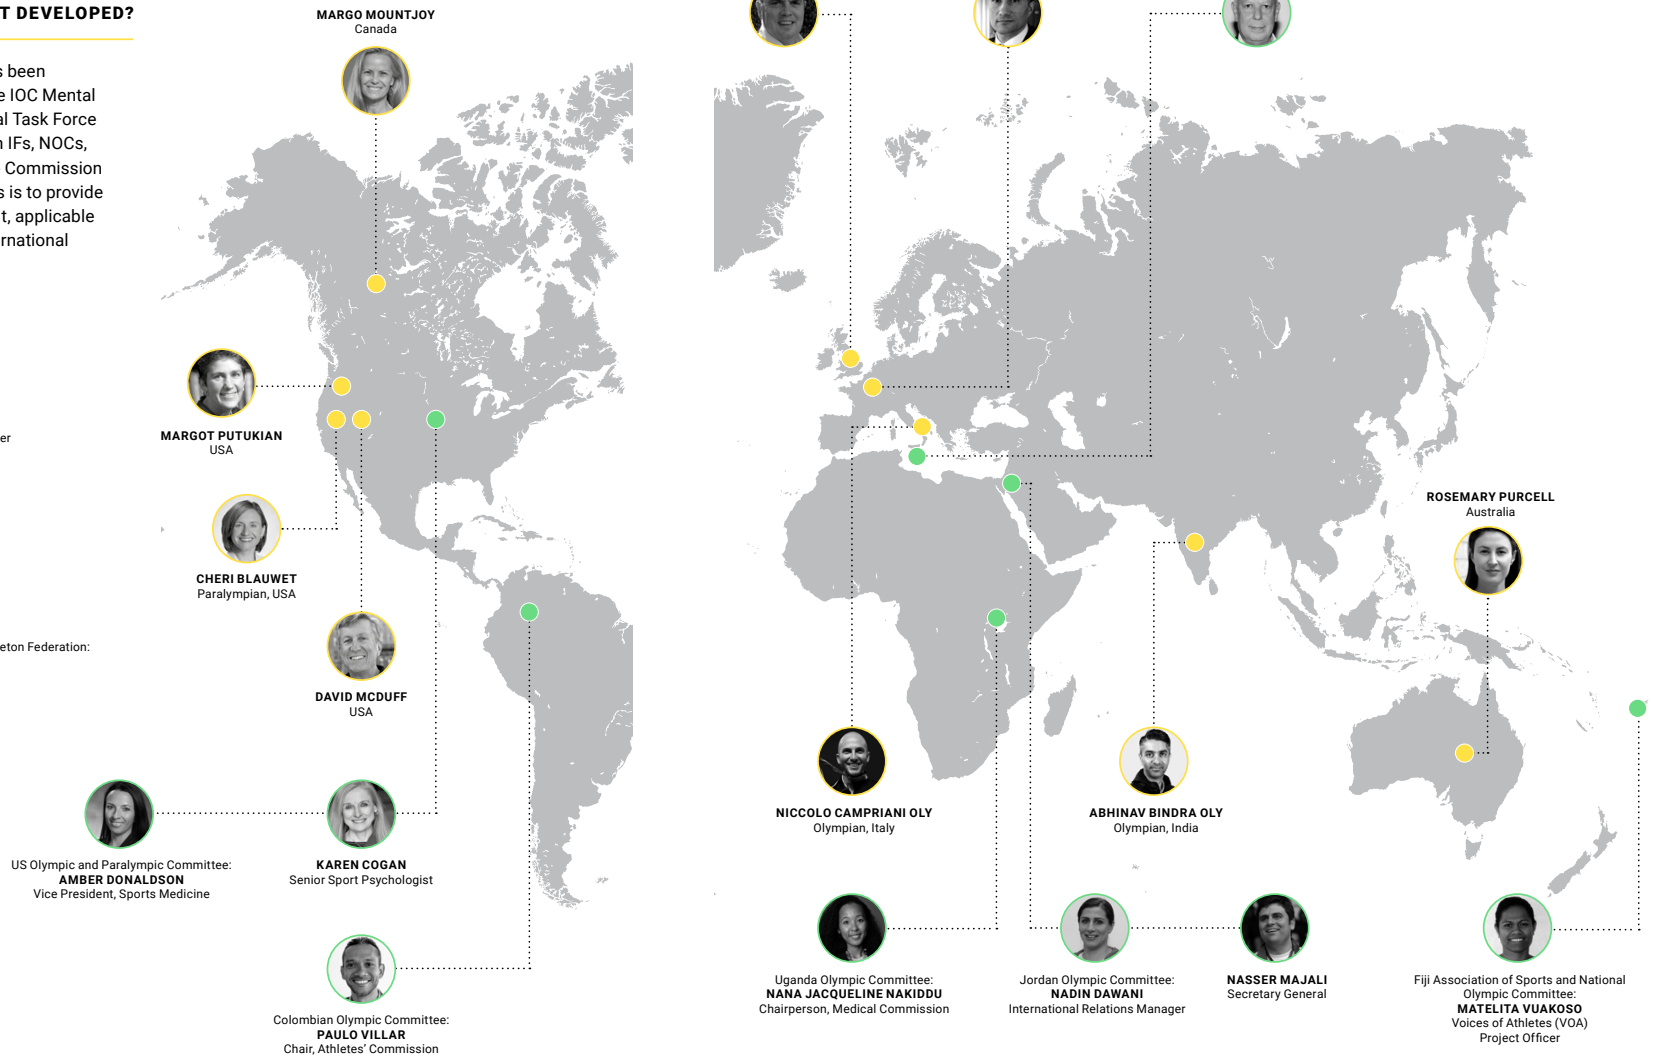 T DEVELOPED?
s been
e IOC Mental
al Task Force
n IFs, NOCs,
Commission
s is to provide
t, applicable
rnational
er
eton Federation:
MARGO MOUNTJOY
Canada
MARGOT PUTUKIAN
USA
CHERI BLAUWET
Paralympian, USA
DAVID MCDUFF
USA
US Olympic and Paralympic Committee:
AMBER DONALDSON
Vice President, Sports Medicine
KAREN COGAN
Senior Sport Psychologist
Colombian Olympic Committee:
PAULO VILLAR
Chair, Athletes’ Commission
ROSEMARY PURCELL
Australia
NICCOLO CAMPRIANI OLY
Olympian, Italy
ABHINAV BINDRA OLY
Olympian, India
Uganda Olympic Committee:
NANA JACQUELINE NAKIDDU
Chairperson, Medical Commission
Jordan Olympic Committee:
NADIN DAWANI
International Relations Manager
NASSER MAJALI
Secretary General
Fiji Association of Sports and National
Olympic Committee:
MATELITA VUAKOSO
Voices of Athletes (VOA)
Project Officer